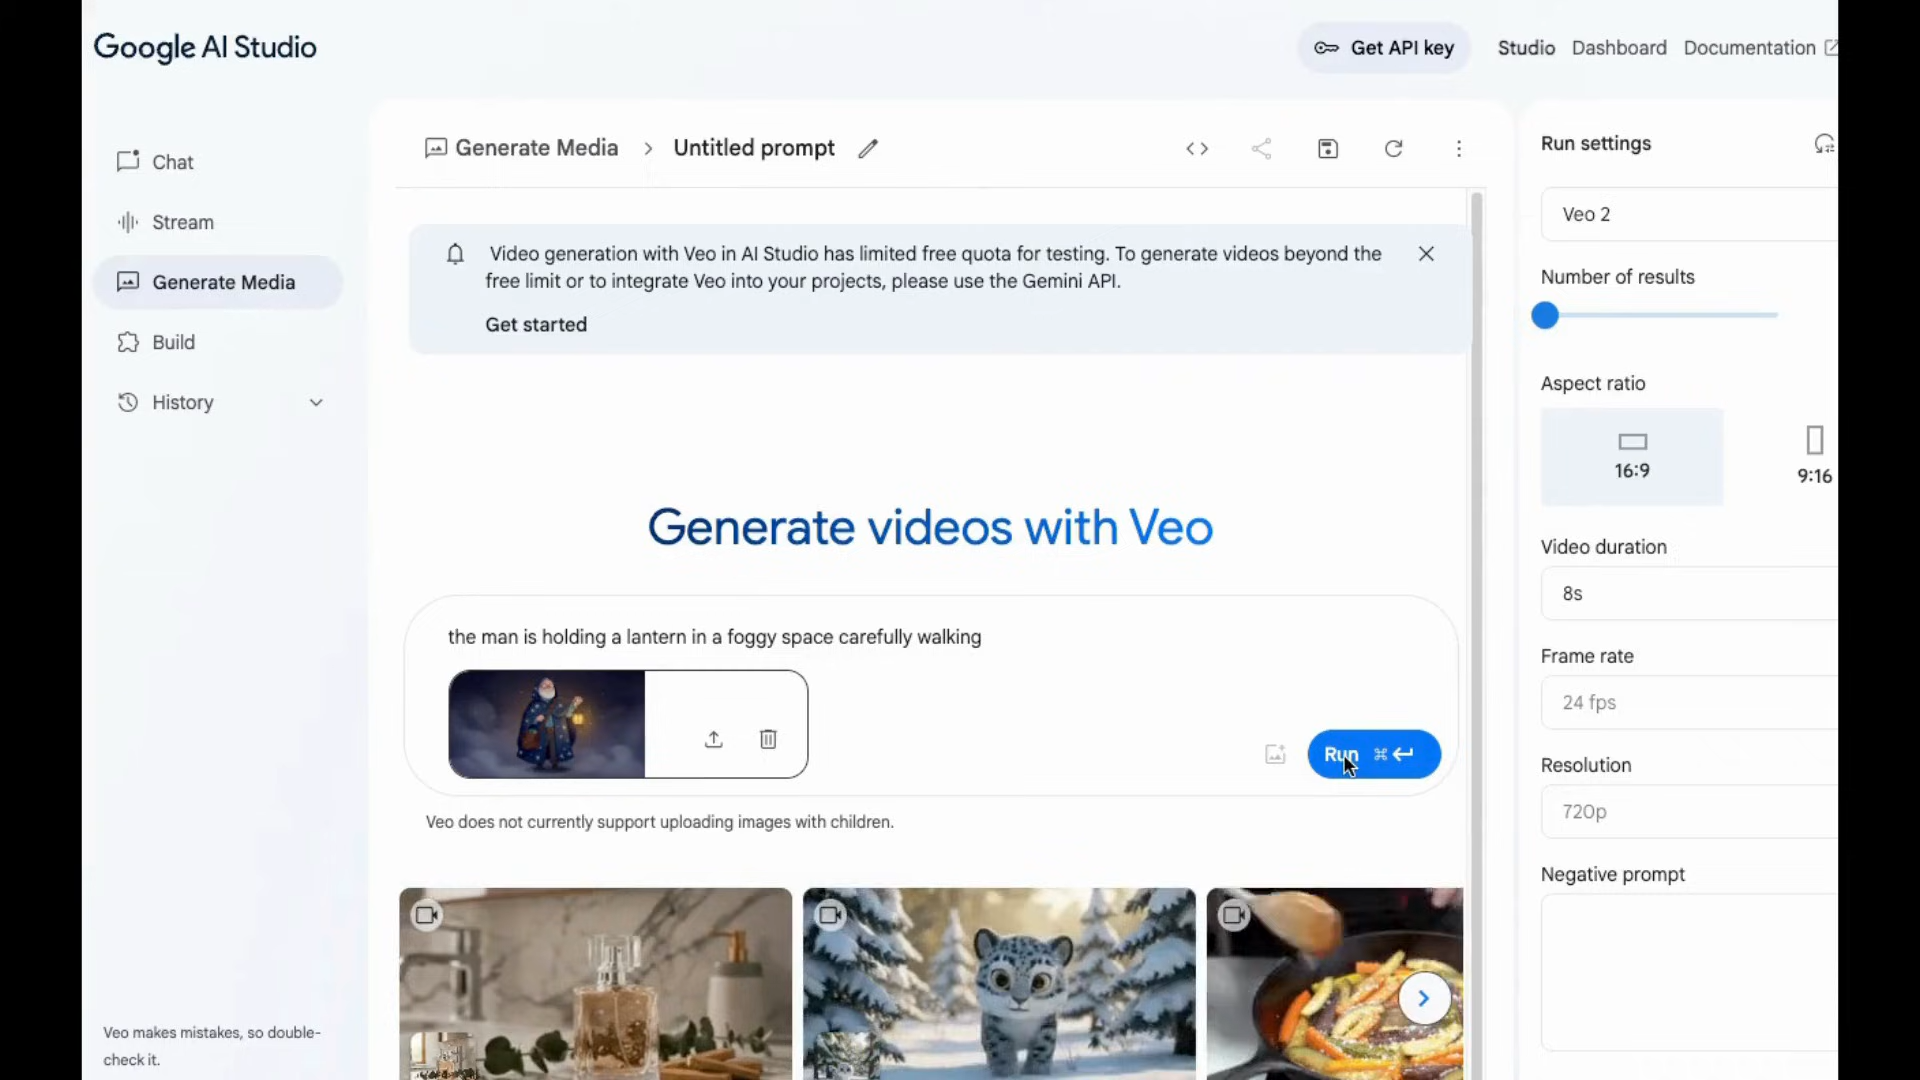 Google AI Studio
Get API key
Studio
Dashboard
Documentation
Chat
Stream
Generate Media
Build
History
Generate Media > Untitled prompt
Video generation with Veo in AI Studio has limited free quota for testing. To generate videos beyond the
free limit or to integrate Veo into your projects, please use the Gemini API.
Get started
Generate videos with Veo
the man is holding a lantern in a foggy space carefully walking
Run ⌘
Veo does not currently support uploading images with children.
Veo makes mistakes, so double-
check it.
Run settings
Veo 2
Number of results
Aspect ratio
16:9
9:16
Video duration
8s
Frame rate
24 fps
Resolution
720p
Negative prompt